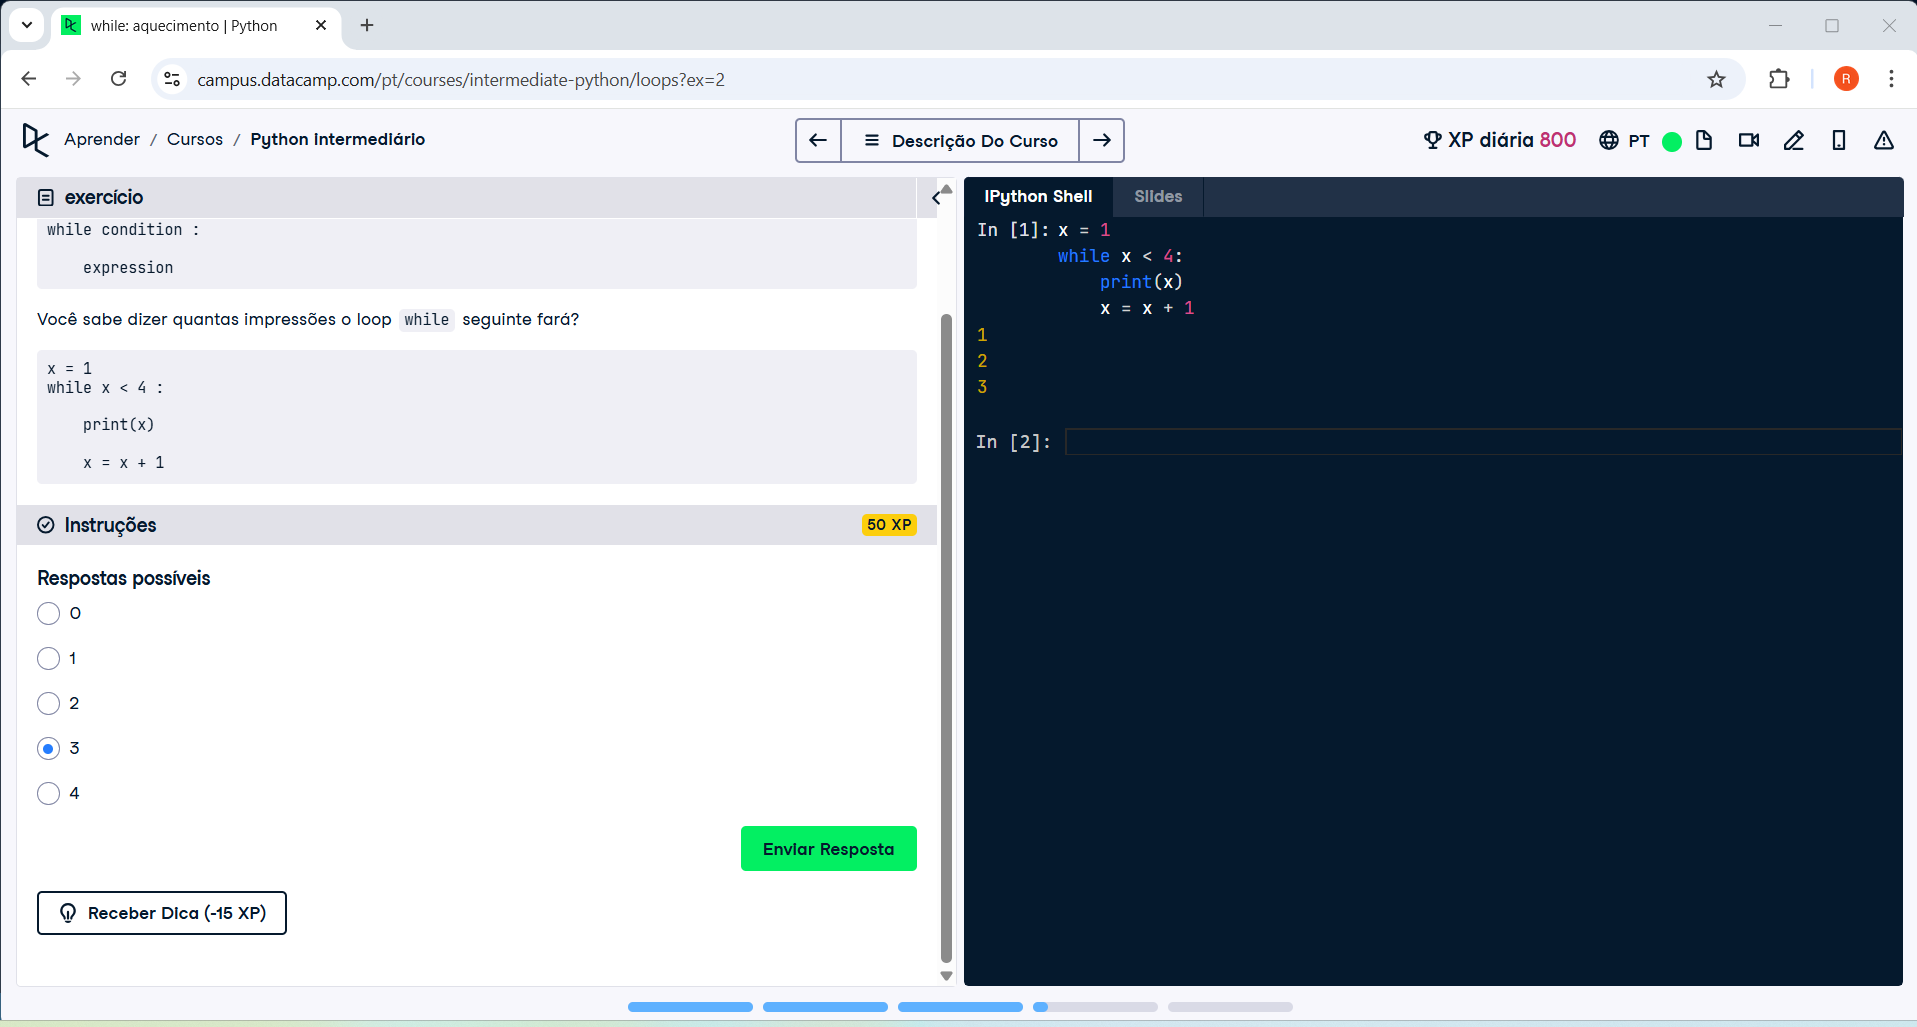 while: aquecimento | Python
campus.datacamp.com/pt/courses/intermediate-python/loops?ex=2
R
Aprender / Cursos / Python intermediário
Descrição Do Curso
XP diária 800
PT
exercício
while condition :
expression
Você sabe dizer quantas impressões o loop while seguinte fará?
x = 1
while x < 4 :
print(x)
x = x + 1
Instruções
50 XP
Respostas possíveis
0
1
2
3
4
Enviar Resposta
Receber Dica (-15 XP)
IPython Shell
Slides
In [1]: x = 1
while x < 4:
print(x)
x = x + 1
1
2
3
In [2]: